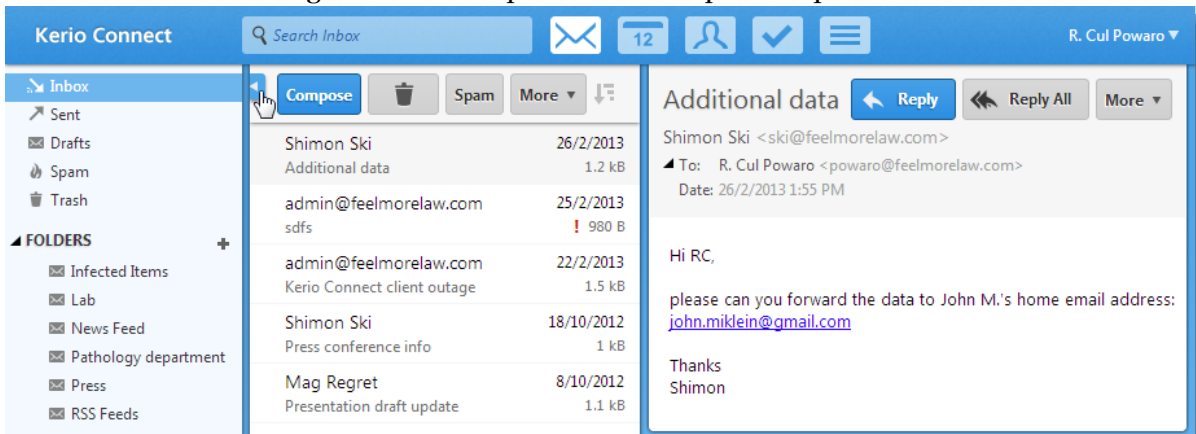 Kerio Connect
Search Inbox
12
R. Cul Powaro ▼
Inbox
Sent
Drafts
Spam
Trash
FOLDERS +
Infected Items
Lab
News Feed
Pathology department
Press
RSS Feeds
Compose Spam More ▼
Shimon Ski 26/2/2013
Additional data 1.2 kB
admin@feelmorelaw.com 25/2/2013
sdfs ! 980 B
admin@feelmorelaw.com 22/2/2013
Kerio Connect client outage 1.5 kB
Shimon Ski 18/10/2012
Press conference info 1 kB
Mag Regret 8/10/2012
Presentation draft update 1.1 kB
Additional data Reply Reply All More ▼
Shimon Ski <ski@feelmorelaw.com>
To: R. Cul Powaro <powaro@feelmorelaw.com>
Date: 26/2/2013 1:55 PM
Hi RC,
please can you forward the data to John M.'s home email address:
john.miklein@gmail.com
Thanks
Shimon